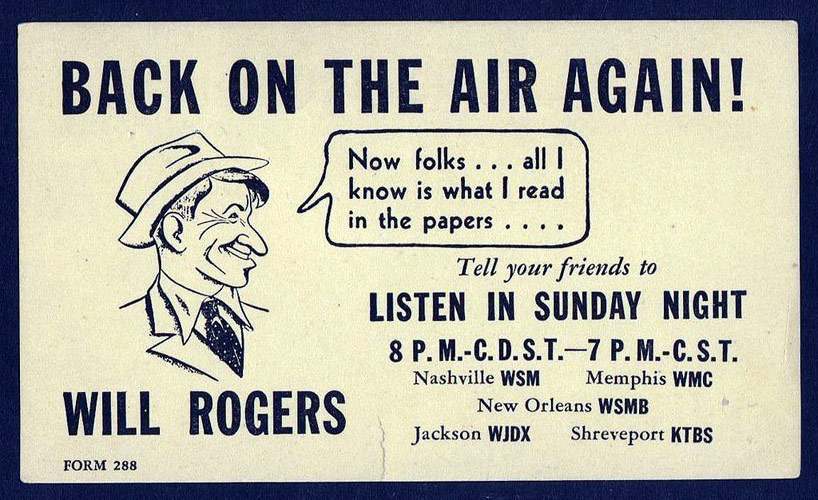 BACK ON THE AIR AGAIN!
Now folks . . . all I
know is what I read
in the papers . . . .
Tell your friends to
LISTEN IN SUNDAY NIGHT
8 P. M.-C. D. S. T.—7 P. M.-C. S. T.
Nashville WSM Memphis WMC
New Orleans WSMB
Jackson WJDX Shreveport KTBS
WILL ROGERS
FORM 288